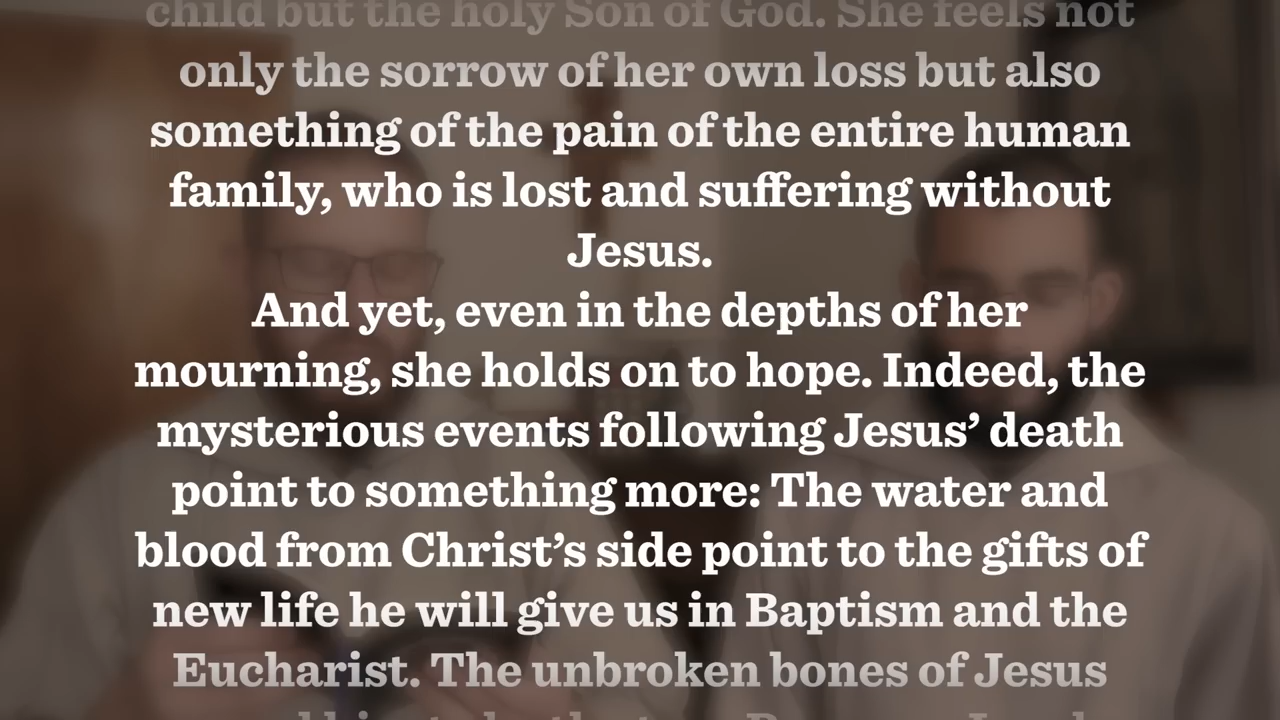 child but the holy Son of God. She feels not
only the sorrow of her own loss but also
something of the pain of the entire human
family, who is lost and suffering without
Jesus.
And yet, even in the depths of her
mourning, she holds on to hope. Indeed, the
mysterious events following Jesus’ death
point to something more: The water and
blood from Christ’s side point to the gifts of
new life he will give us in Baptism and the
Eucharist. The unbroken bones of Jesus